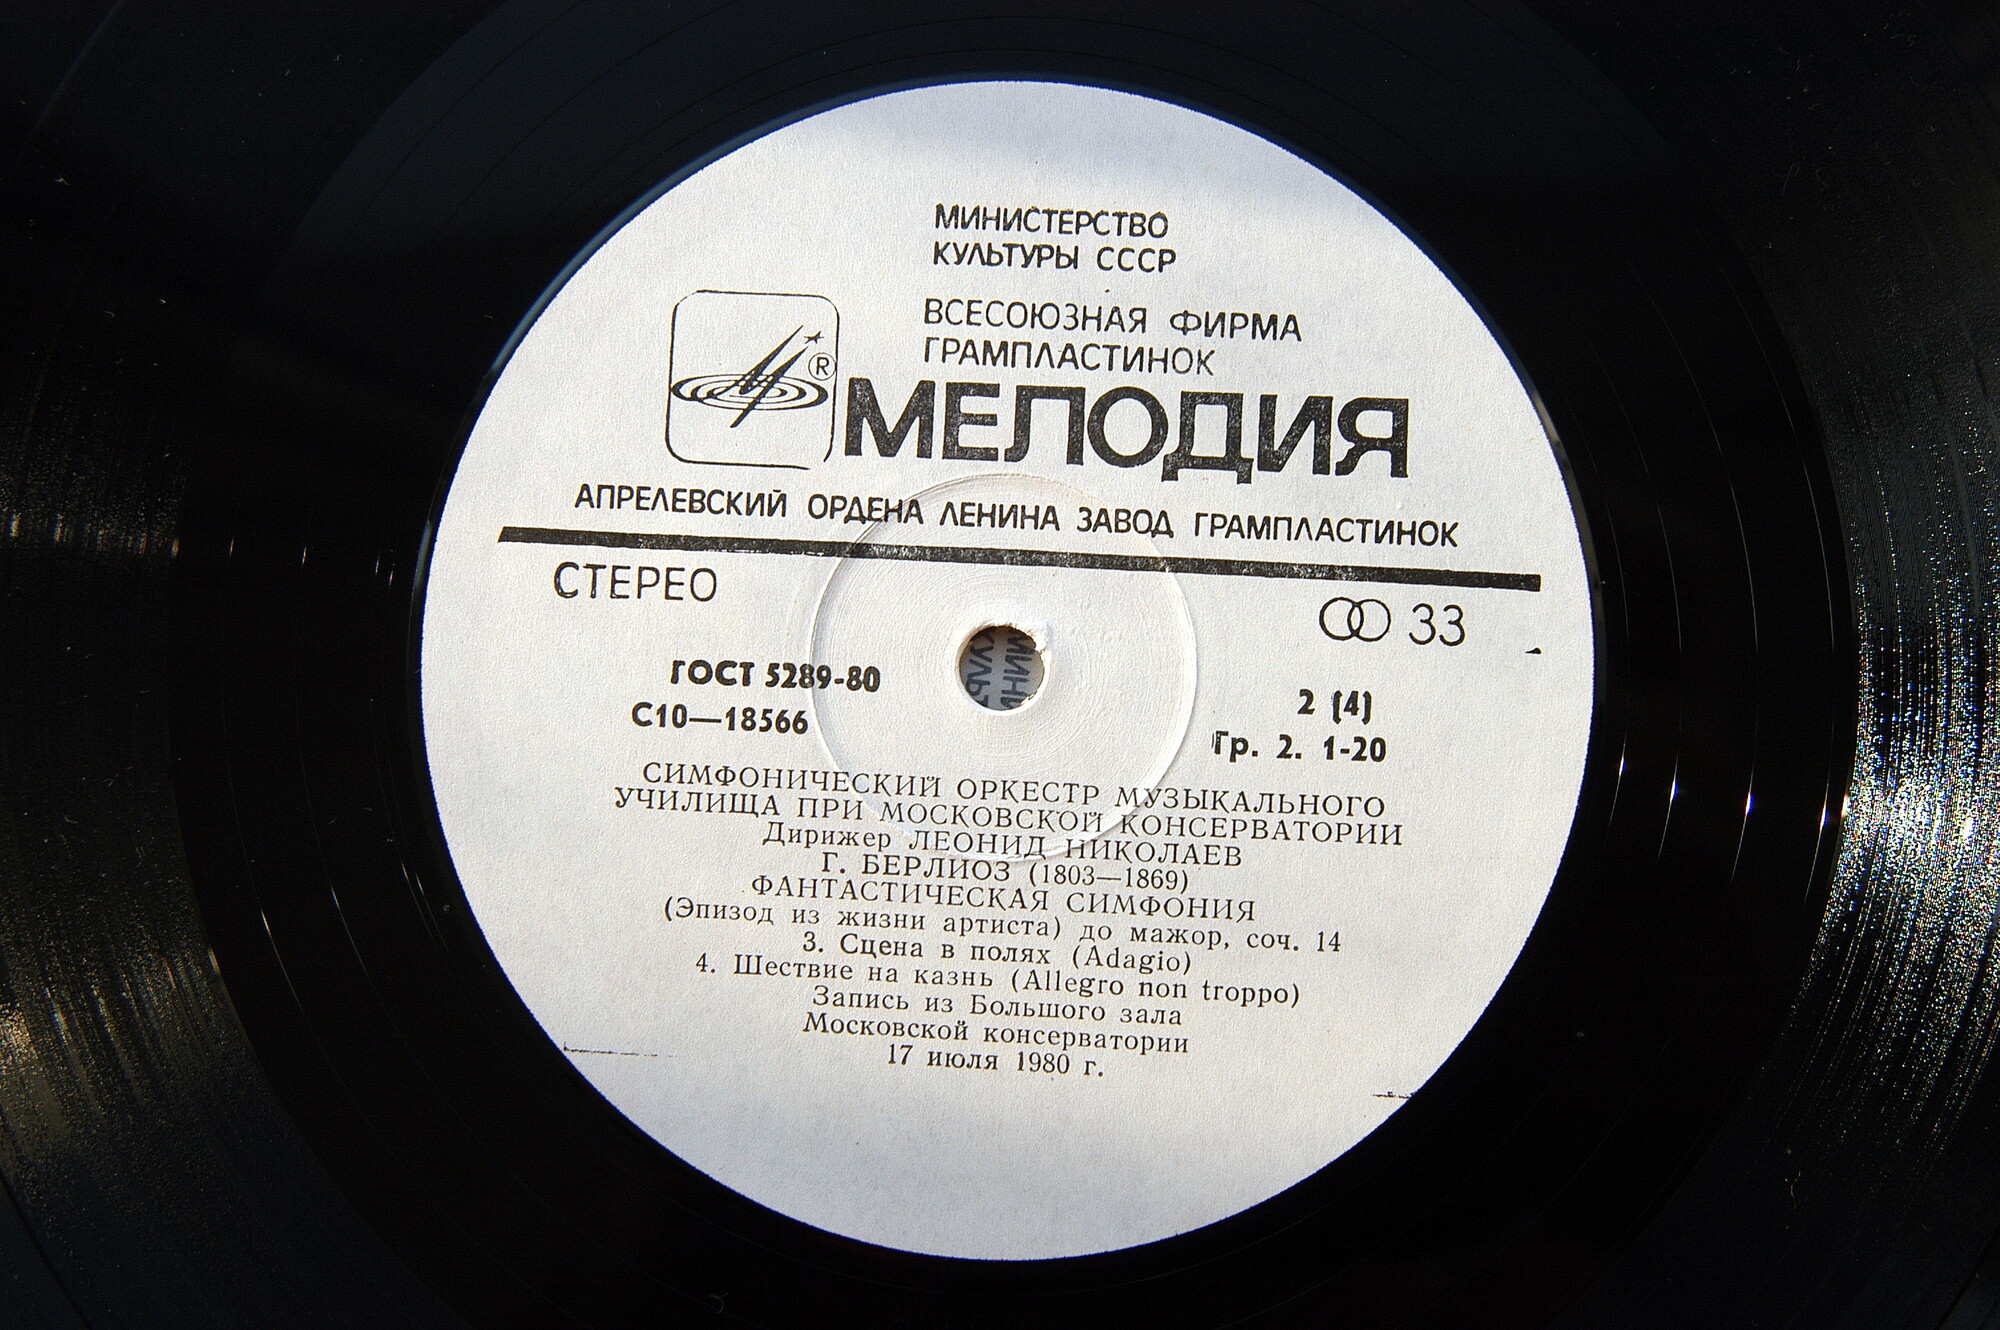 МИНИСТЕРСТВО
КУЛЬТУРЫ СССР
ВСЕСОЮЗНАЯ ФИРМА
ГРАМПЛАСТИНОК
®
МЕЛОДИЯ
АПРЕЛЕВСКИЙ ОРДЕНА ЛЕНИНА ЗАВОД ГРАМПЛАСТИНОК
СТЕРЕО
33
ГОСТ 5289-80
2 (4)
С10—18566
Гр. 2. 1-20
СИМФОНИЧЕСКИЙ ОРКЕСТР МУЗЫКАЛЬНОГО
УЧИЛИЩА ПРИ МОСКОВСКОЙ КОНСЕРВАТОРИИ
Дирижер ЛЕОНИД НИКОЛАЕВ
Г. БЕРЛИОЗ (1803—1869)
ФАНТАСТИЧЕСКАЯ СИМФОНИЯ
(Эпизод из жизни артиста) до мажор, соч. 14
3. Сцена в полях (Adagio)
4. Шествие на казнь (Allegro non troppo)
Запись из Большого зала
Московской консерватории
17 июля 1980 г.